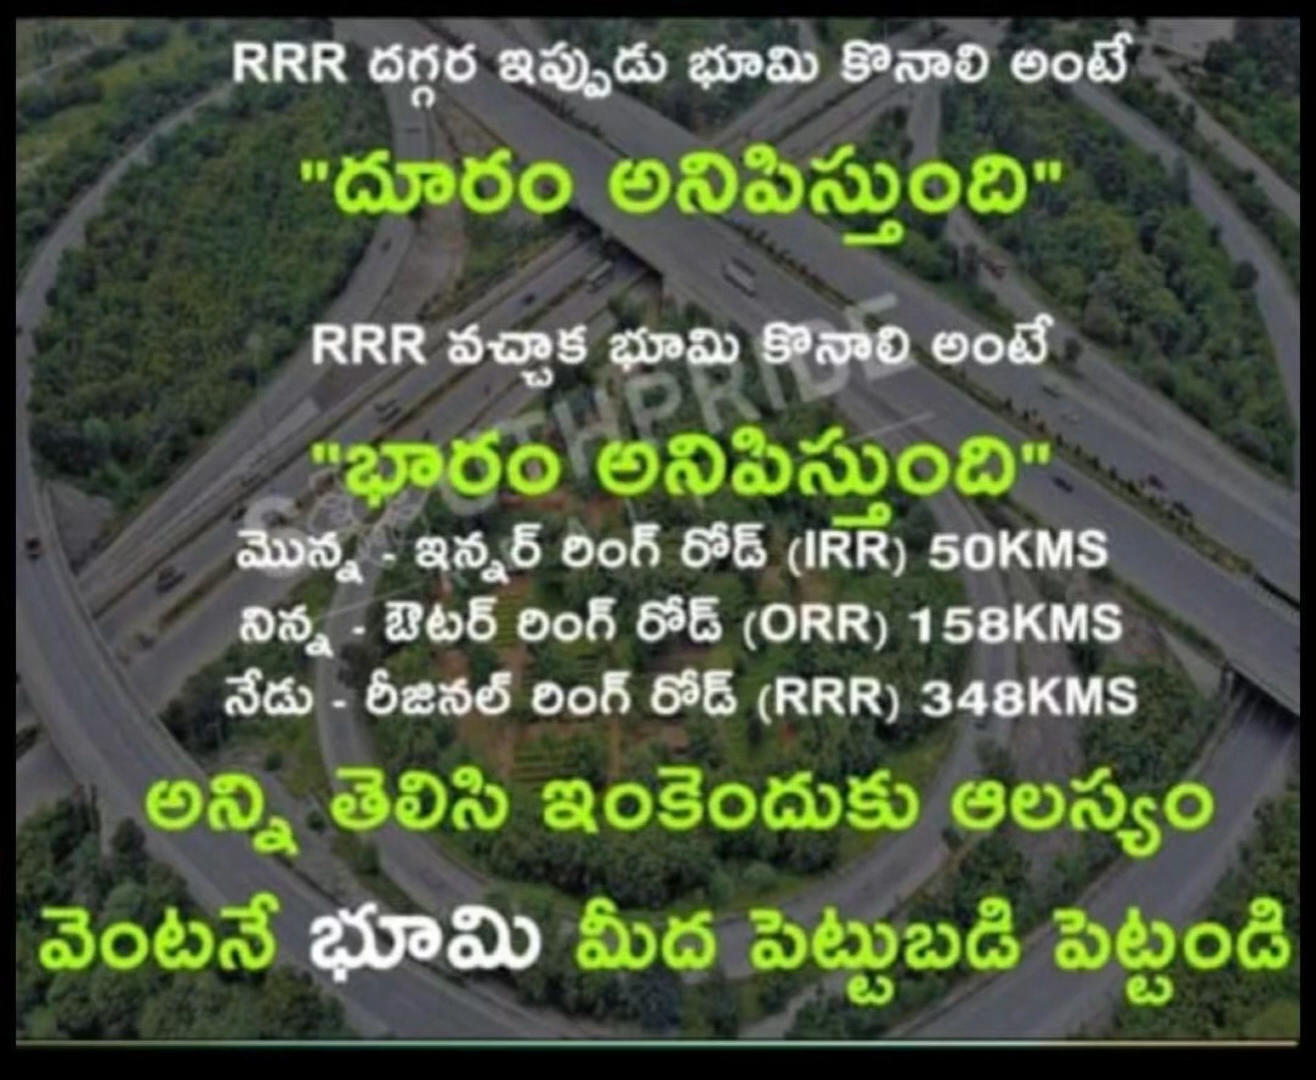 RRR దగ్గర ఇప్పుడు భూమి కొనాలి అంటే
"దూరం అనిపిస్తుంది"
RRR వచ్చాక భూమి కొనాలి అంటే
"భారం అనిపిస్తుంది"
మొన్న - ఇన్నర్ రింగ్ రోడ్ (IRR) 50KMS
నిన్న - ఔటర్ రింగ్ రోడ్ (ORR) 158KMS
నేడు - రీజినల్ రింగ్ రోడ్ (RRR) 348KMS
అన్ని తెలిసి ఇంకెందుకు ఆలస్యం
వెంటనే భూమి మీద పెట్టుబడి పెట్టండి